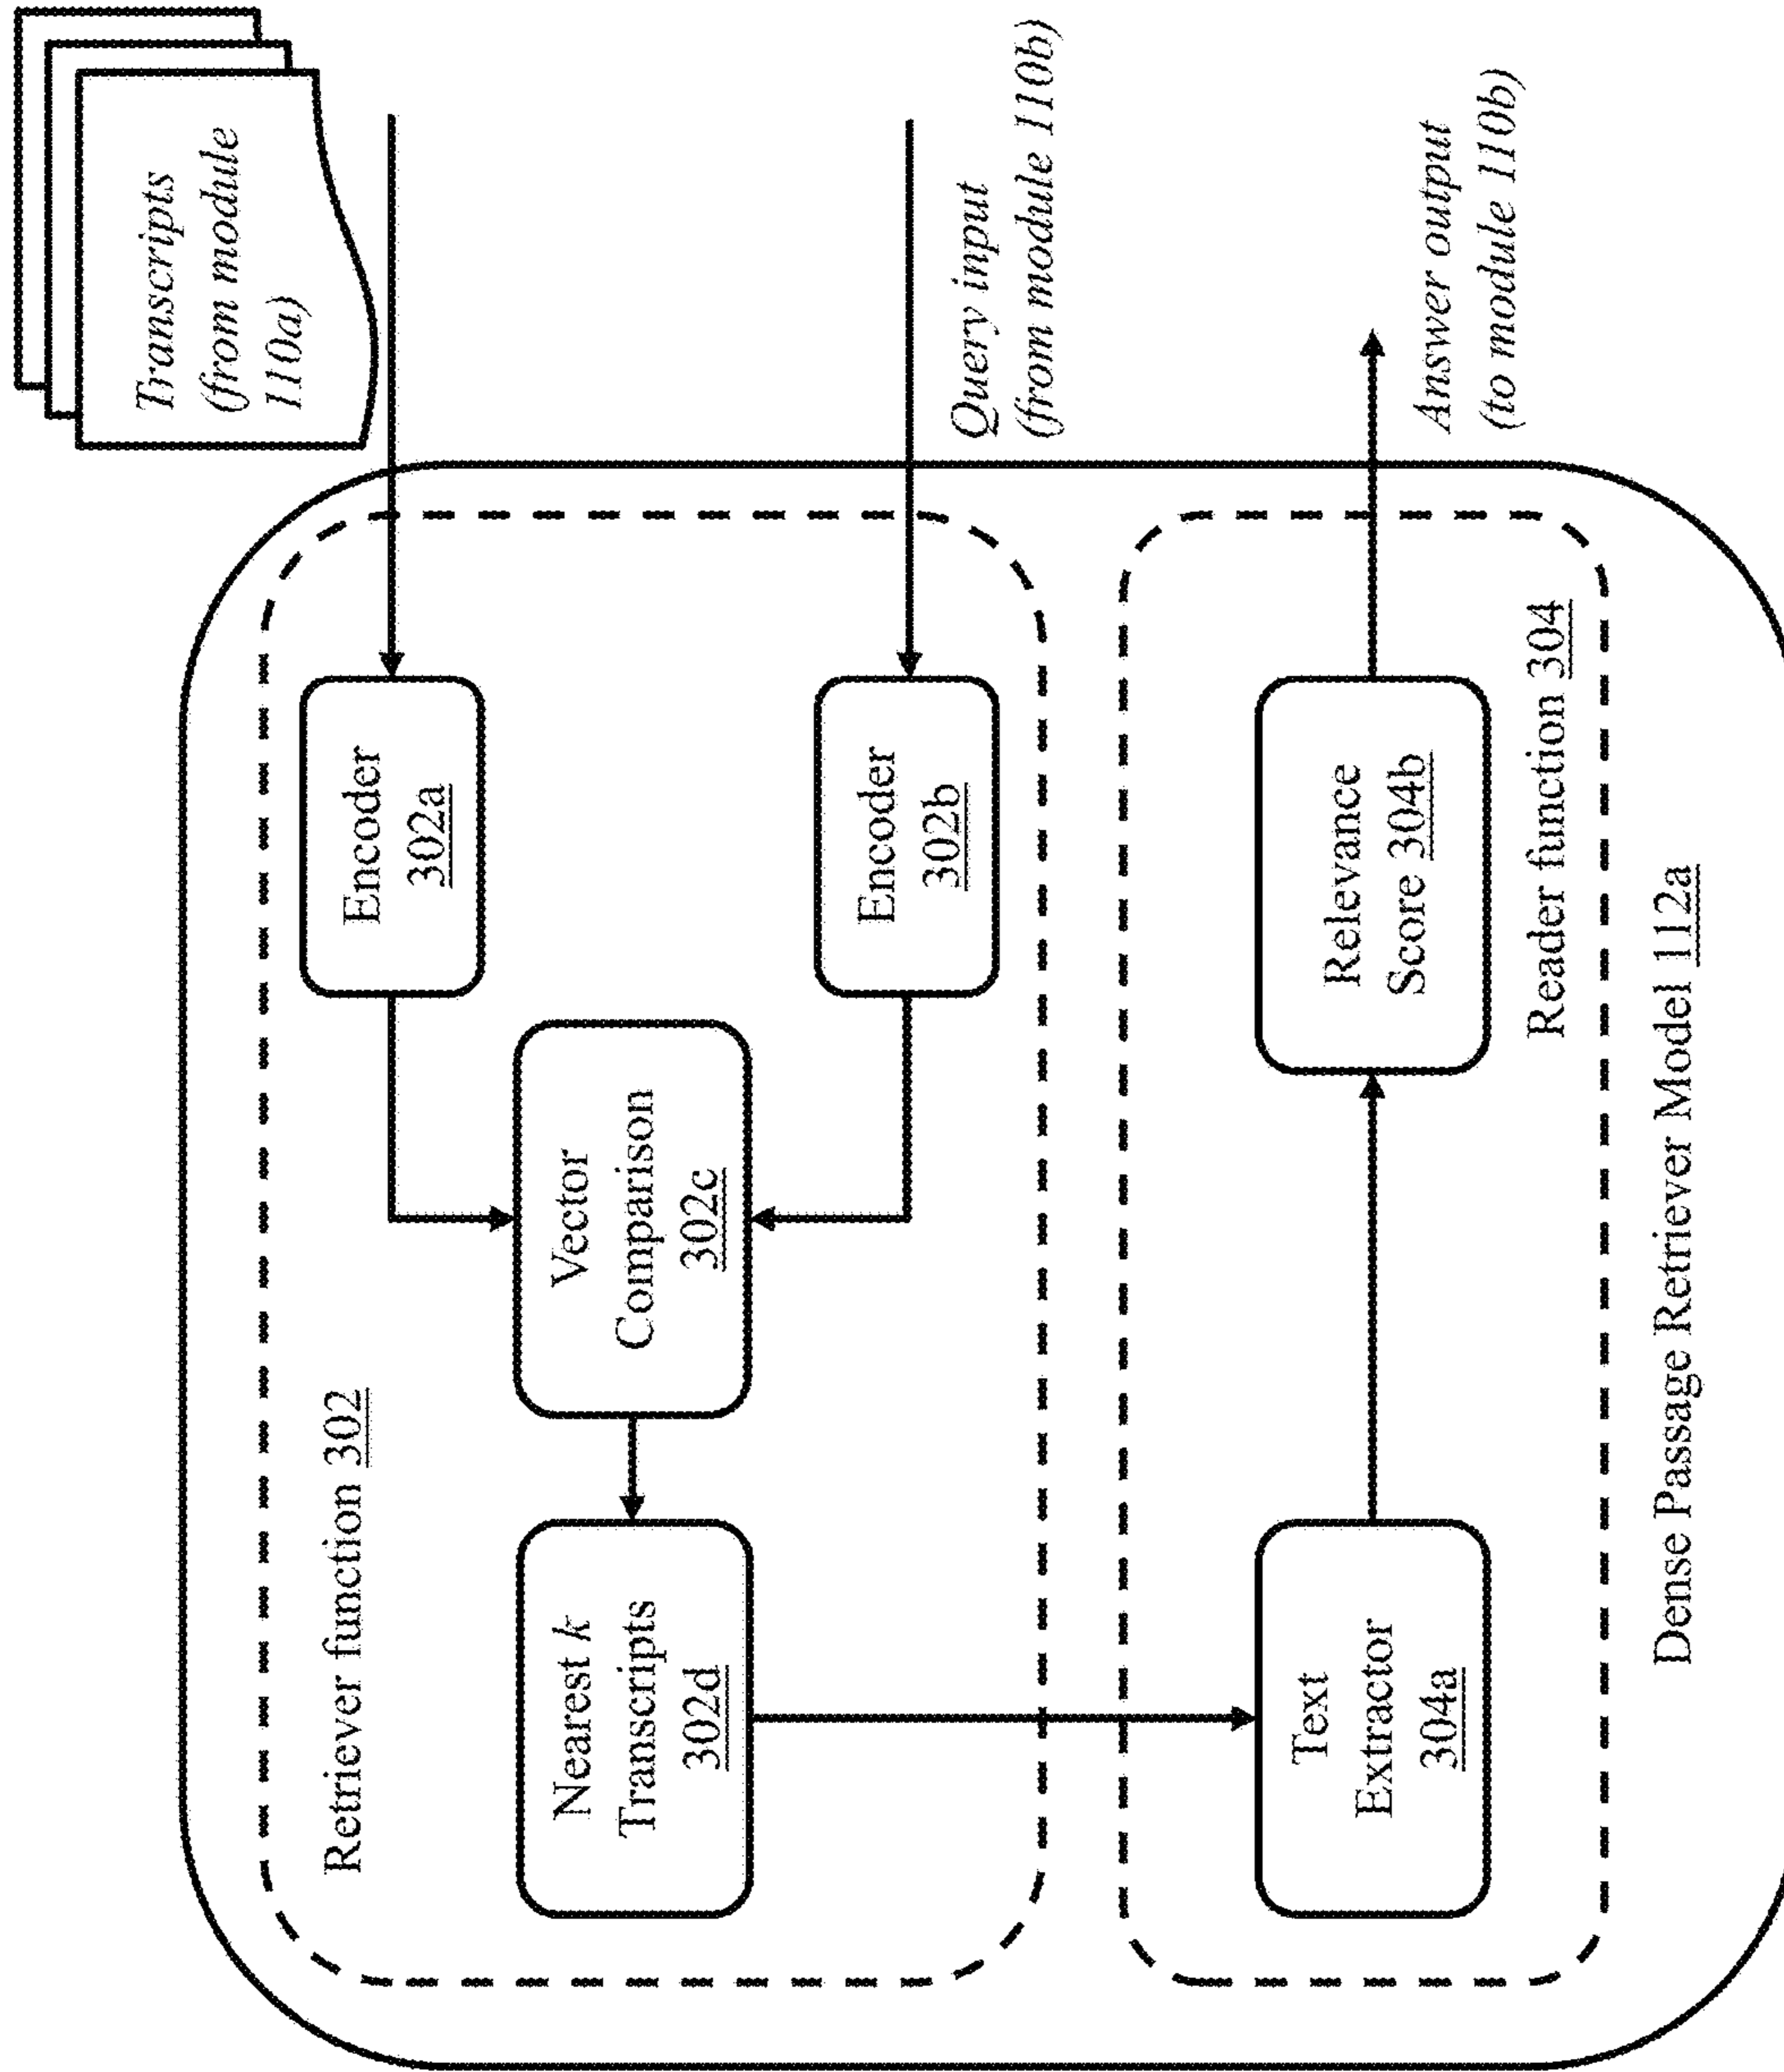 Transcripts
(from module
110a)
Retriever function 302
Encoder
302a
Vector
Comparison
302c
Nearest k
Transcripts
302d
Encoder
302b
Query input
(from module 110b)
Text
Extractor
304a
Relevance
Score 304b
Reader function 304
Answer output
(to module 110b)
Dense Passage Retriever Model 112a